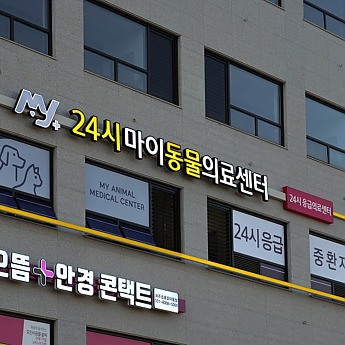 My+ 24시마이동물의료센터
24시 응급의료센터
MY ANIMAL
MEDICAL CENTER
24시응급
중환자
으뜸+안경 콘택트